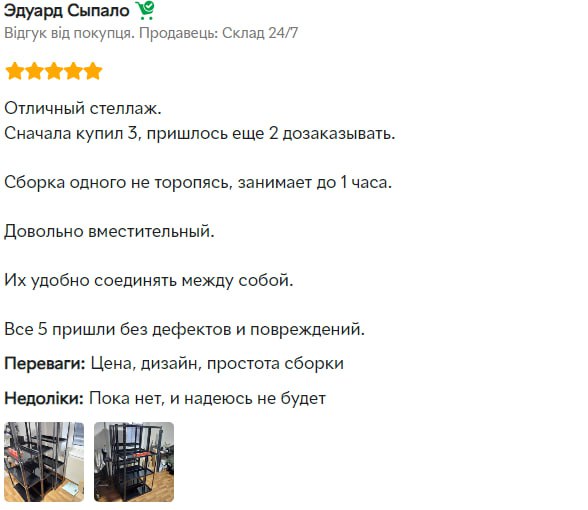 Эдуард Сыпало
Відгук від покупця. Продавець: Склад 24/7
Отличный стеллаж.
Сначала купил 3, пришлось еще 2 дозаказывать.
Сборка одного не торопясь, занимает до 1 часа.
Довольно вместительный.
Их удобно соединять между собой.
Все 5 пришли без дефектов и повреждений.
Переваги: Цена, дизайн, простота сборки
Недоліки: Пока нет, и надеюсь не будет